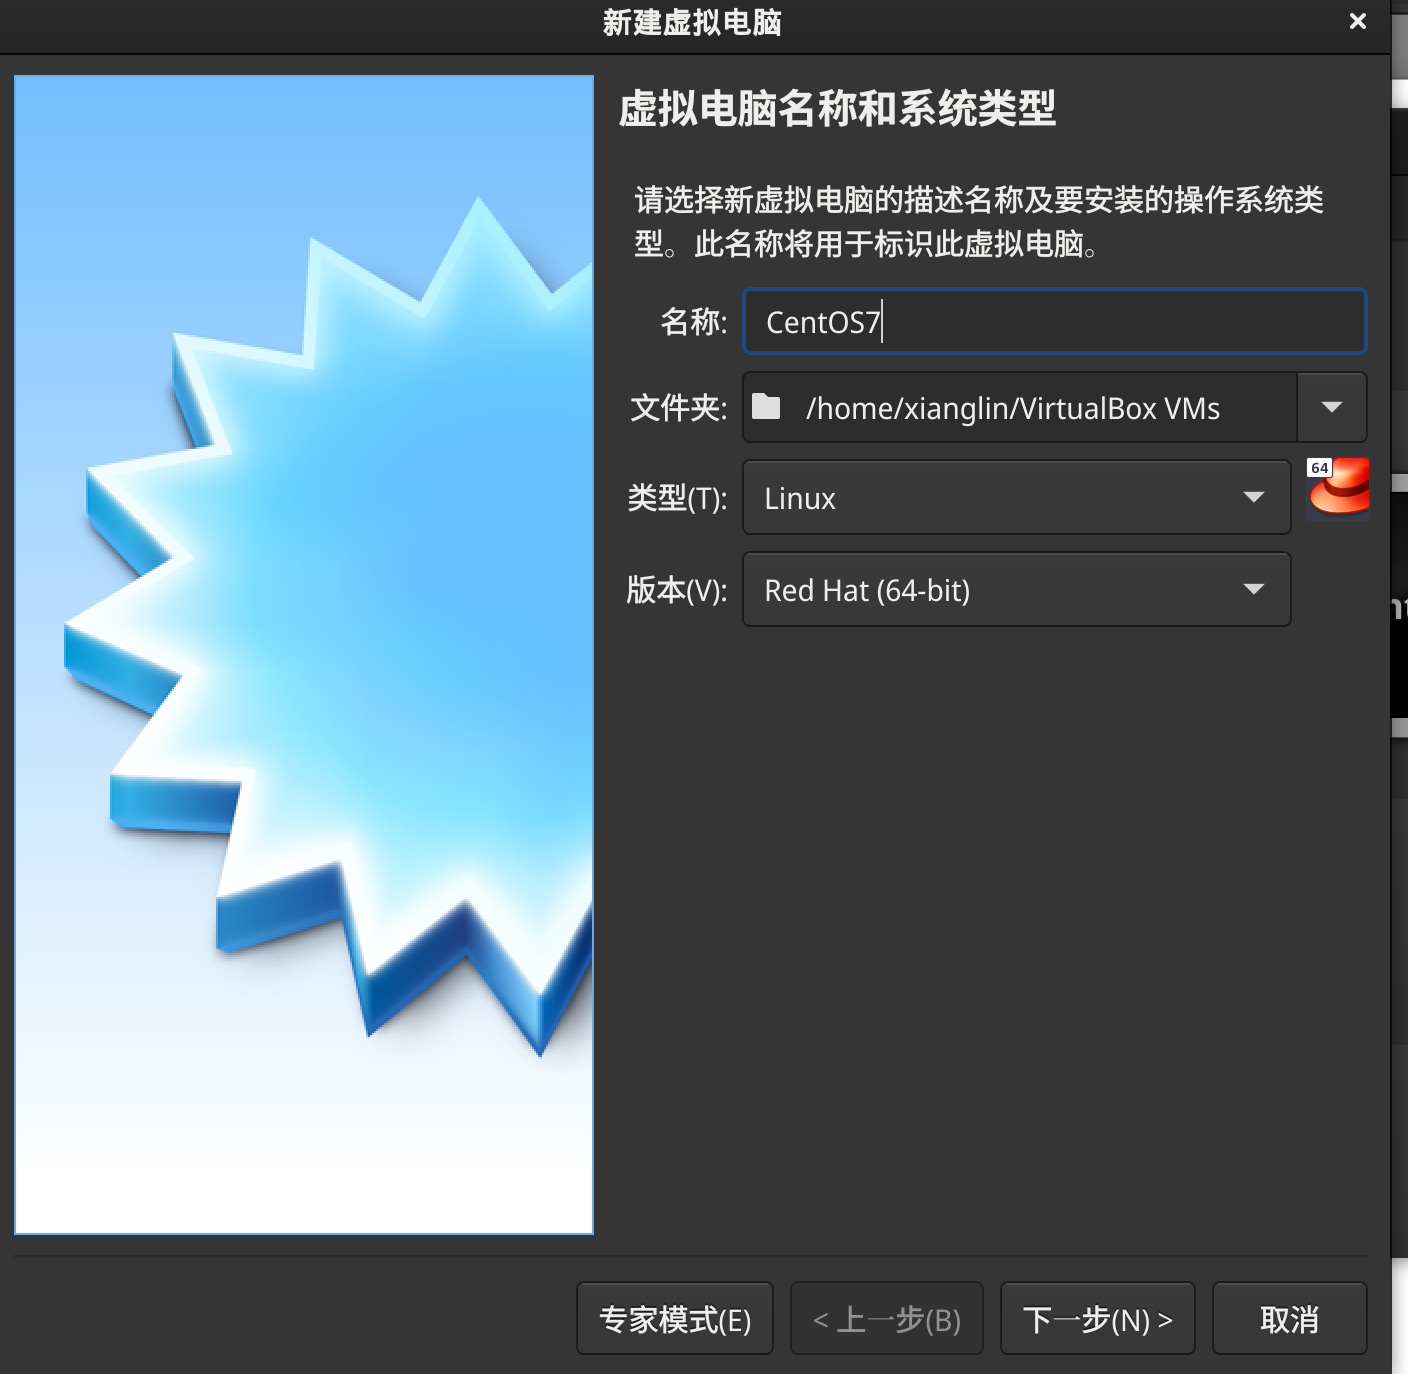 新建虚拟电脑
虚拟电脑名称和系统类型
请选择新虚拟电脑的描述名称及要安装的操作系统类
型。此名称将用于标识此虚拟电脑。
名称: CentOS7
文件夹: /home/xianglin/VirtualBox VMs
类型(T): Linux
64
版本(V): Red Hat (64-bit)
专家模式(E) < 上一步(B) 下一步(N) > 取消